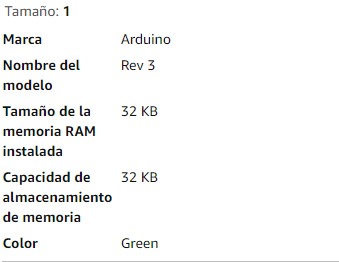 Tamaño: 1
Marca Arduino
Nombre del Rev 3
modelo
Tamaño de la 32 KB
memoria RAM
instalada
Capacidad de 32 KB
almacenamiento
de memoria
Color Green